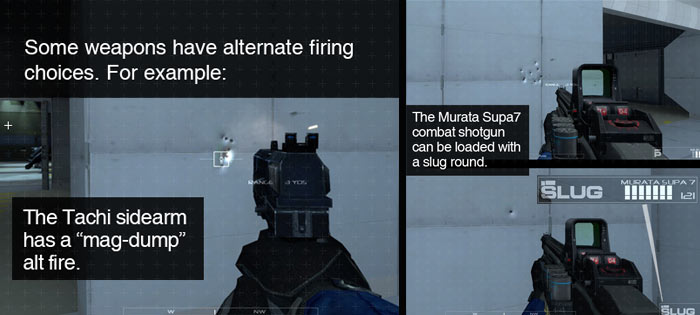 Some weapons have alternate firing
choices. For example:
RANGE 3 YDS
The Tachi sidearm
has a “mag-dump”
alt fire.
W
NW
The Murata Supa7
combat shotgun
can be loaded with
a slug round.
SLUG
MURATA SUPA 7
121
SLUG